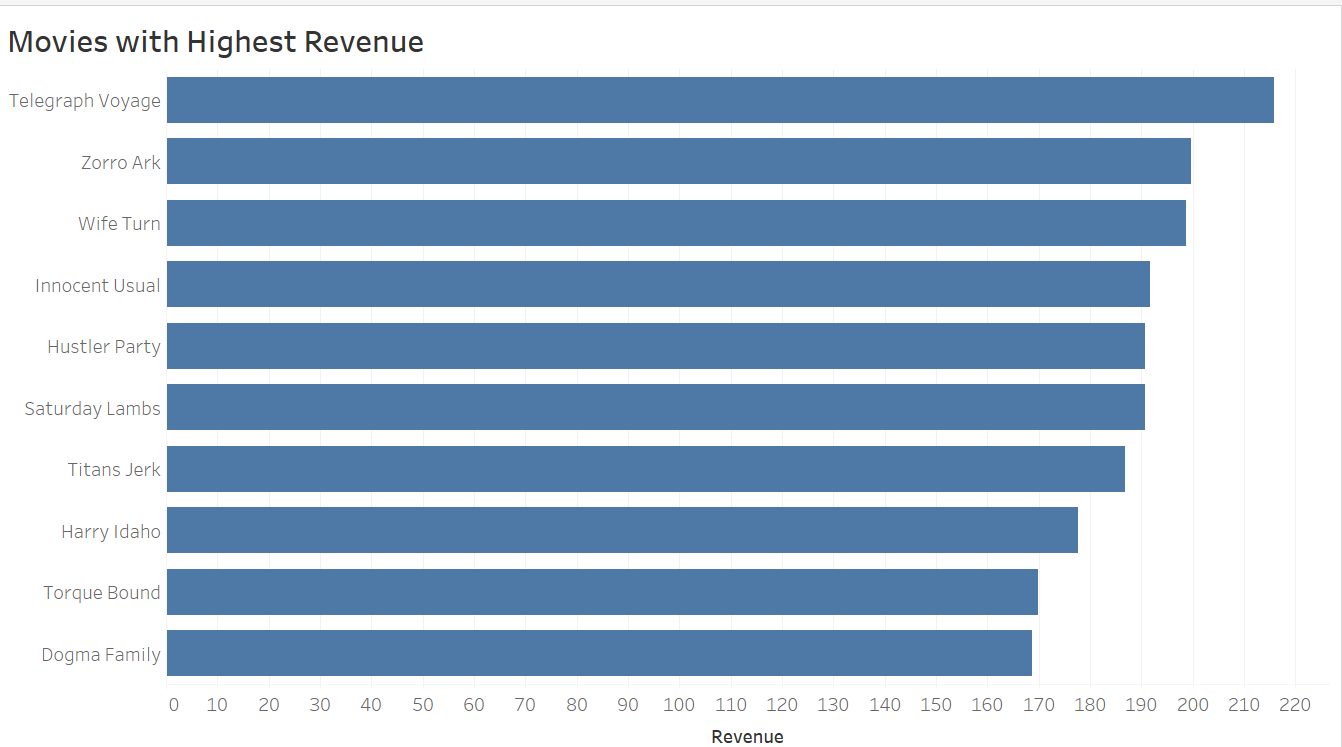 Movies with Highest Revenue
Telegraph Voyage
Zorro Ark
Wife Turn
Innocent Usual
Hustler Party
Saturday Lambs
Titans Jerk
Harry Idaho
Torque Bound
Dogma Family
0 10 20 30 40 50 60 70 80 90 100 110 120 130 140 150 160 170 180 190 200 210 220
Revenue